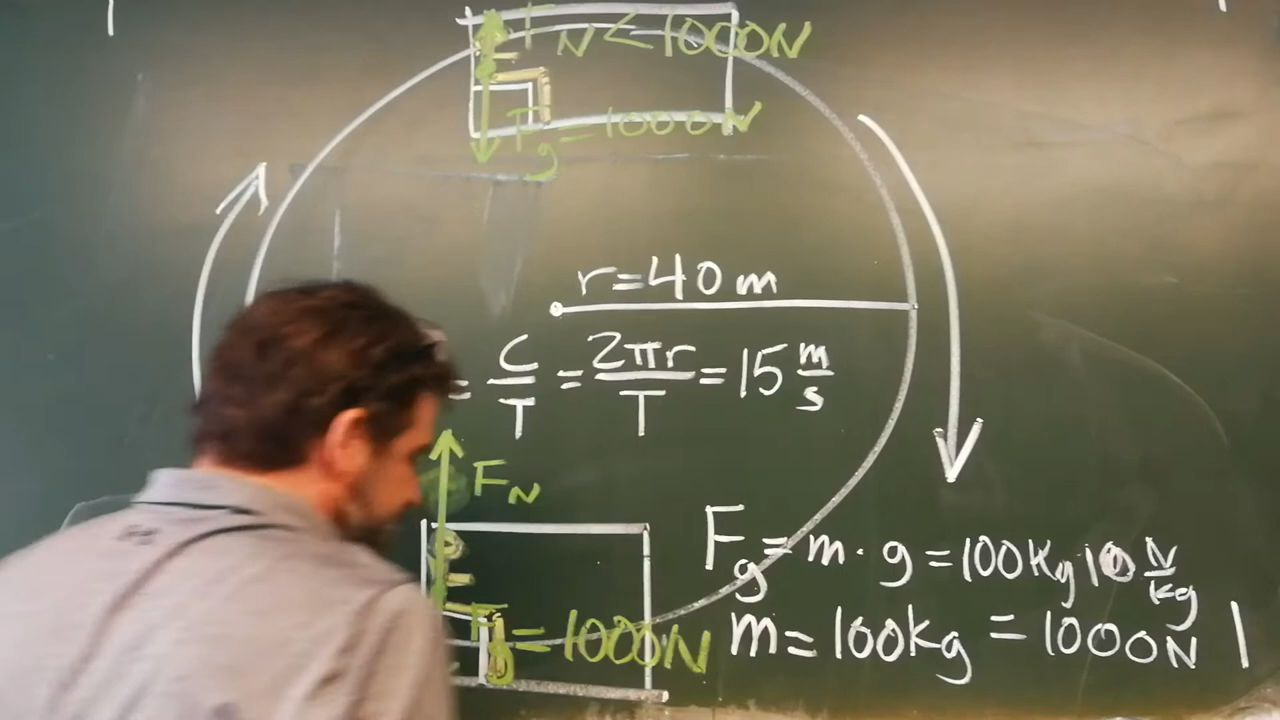 F_N < 1000N
F_g = 1000N
r = 40 m
= C/T = 2πr/T = 15 m/s
F_N
F_g = m · g = 100Kg 10 N/kg
F_g = 1000N
m = 100kg = 1000N